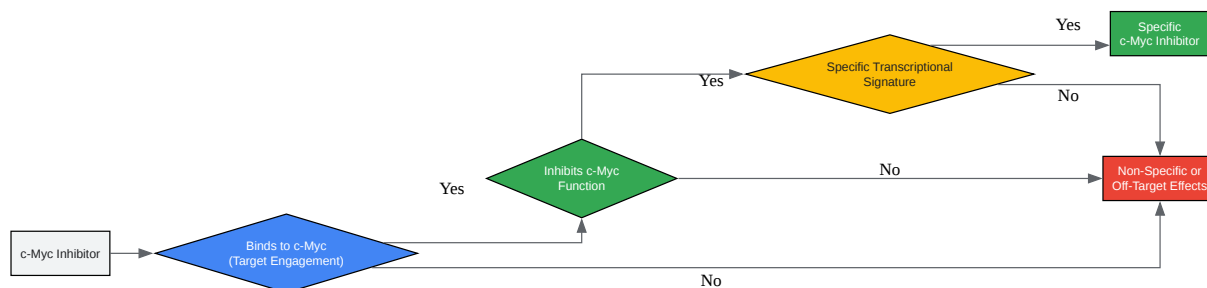 c-Myc Inhibitor
Binds to c-Myc
(Target Engagement)
Yes
No
Inhibits c-Myc
Function
Yes
No
Specific Transcriptional
Signature
Yes
No
Specific
c-Myc Inhibitor
Non-Specific or
Off-Target Effects